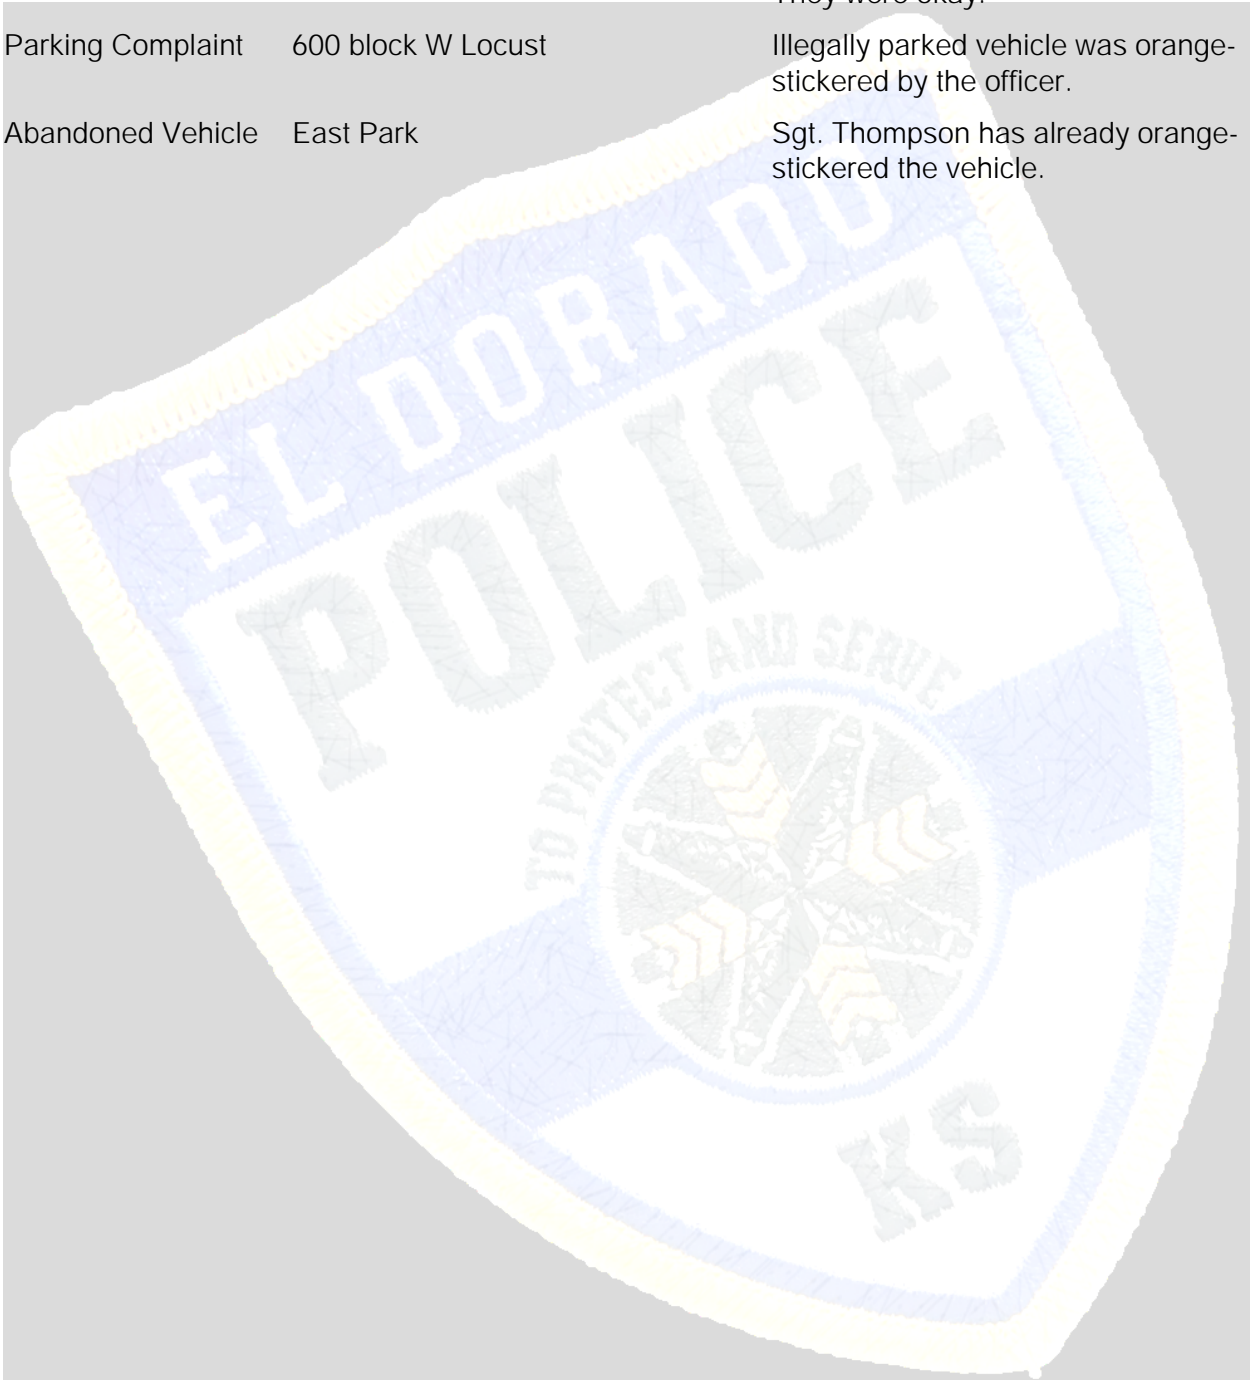 They were okay.
Parking Complaint 600 block W Locust Illegally parked vehicle was orange-
stickered by the officer.
Abandoned Vehicle East Park Sgt. Thompson has already orange-
stickered the vehicle.
EL DORADO
POLICE
TO PROTECT AND SERVE
KS